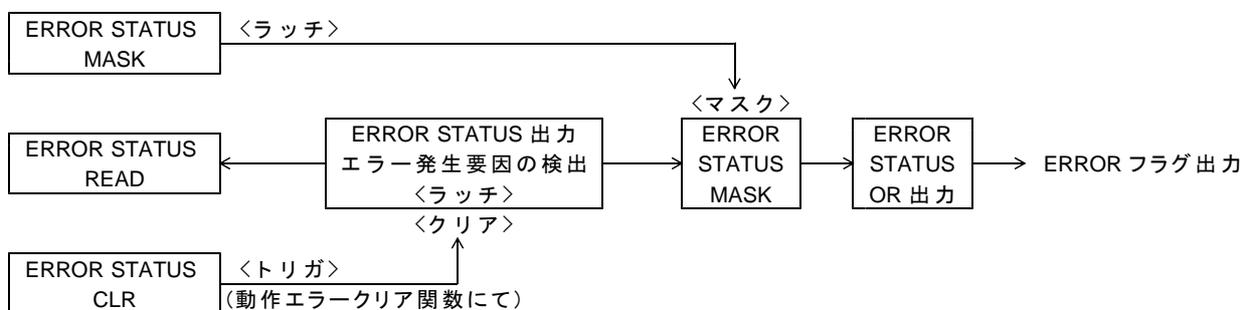 ERROR STATUS
MASK
〈ラッチ〉
〈マスク〉
ERROR STATUS
READ
ERROR STATUS 出力
エラー発生要因の検出
〈ラッチ〉
〈クリア〉
ERROR
STATUS
MASK
ERROR
STATUS
OR 出力
ERROR フラグ出力
ERROR STATUS
CLR
〈トリガ〉
(動作エラークリア関数にて)